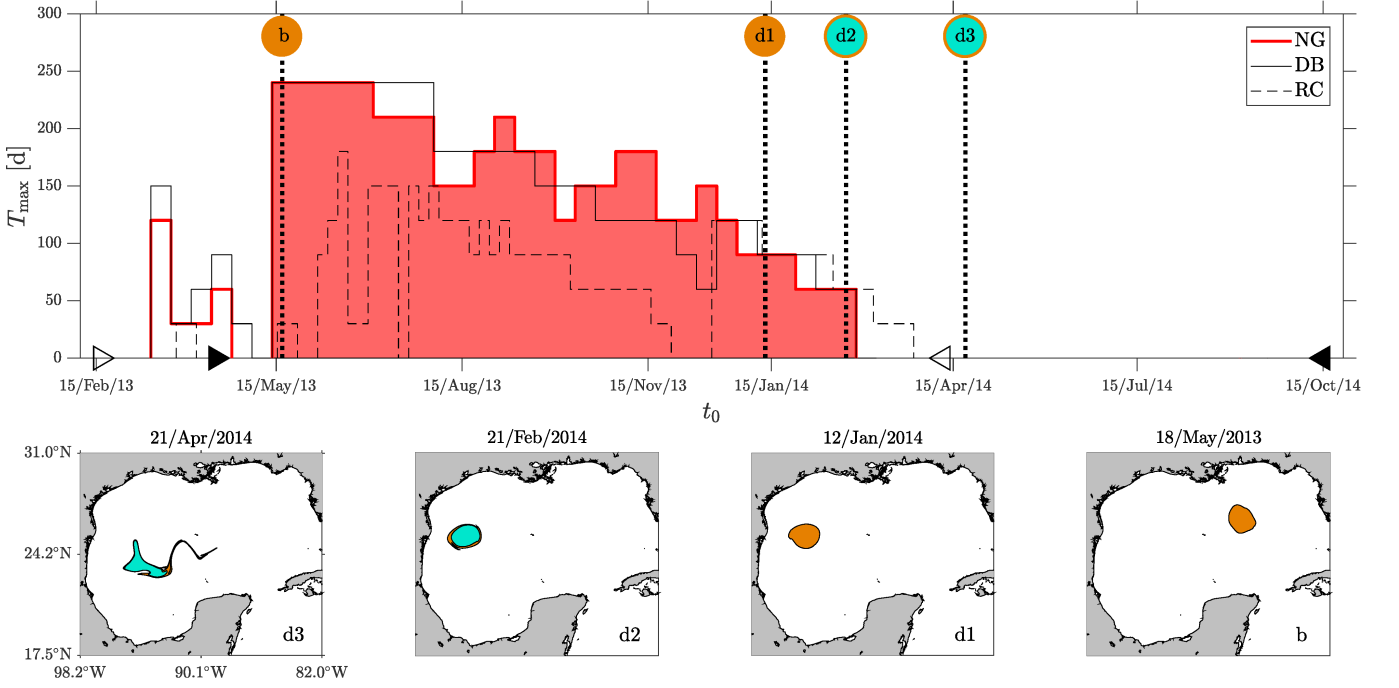 300
b
d1
d2
d3
NG
DB
RC
250
200
150
100
50
0
T_max [d]
15/Feb/13
15/May/13
15/Aug/13
15/Nov/13
15/Jan/14
15/Apr/14
15/Jul/14
15/Oct/14
t_0
21/Apr/2014
21/Feb/2014
12/Jan/2014
18/May/2013
31.0°N
24.2°N
17.5°N
d3
d2
d1
b
98.2°W
90.1°W
82.0°W